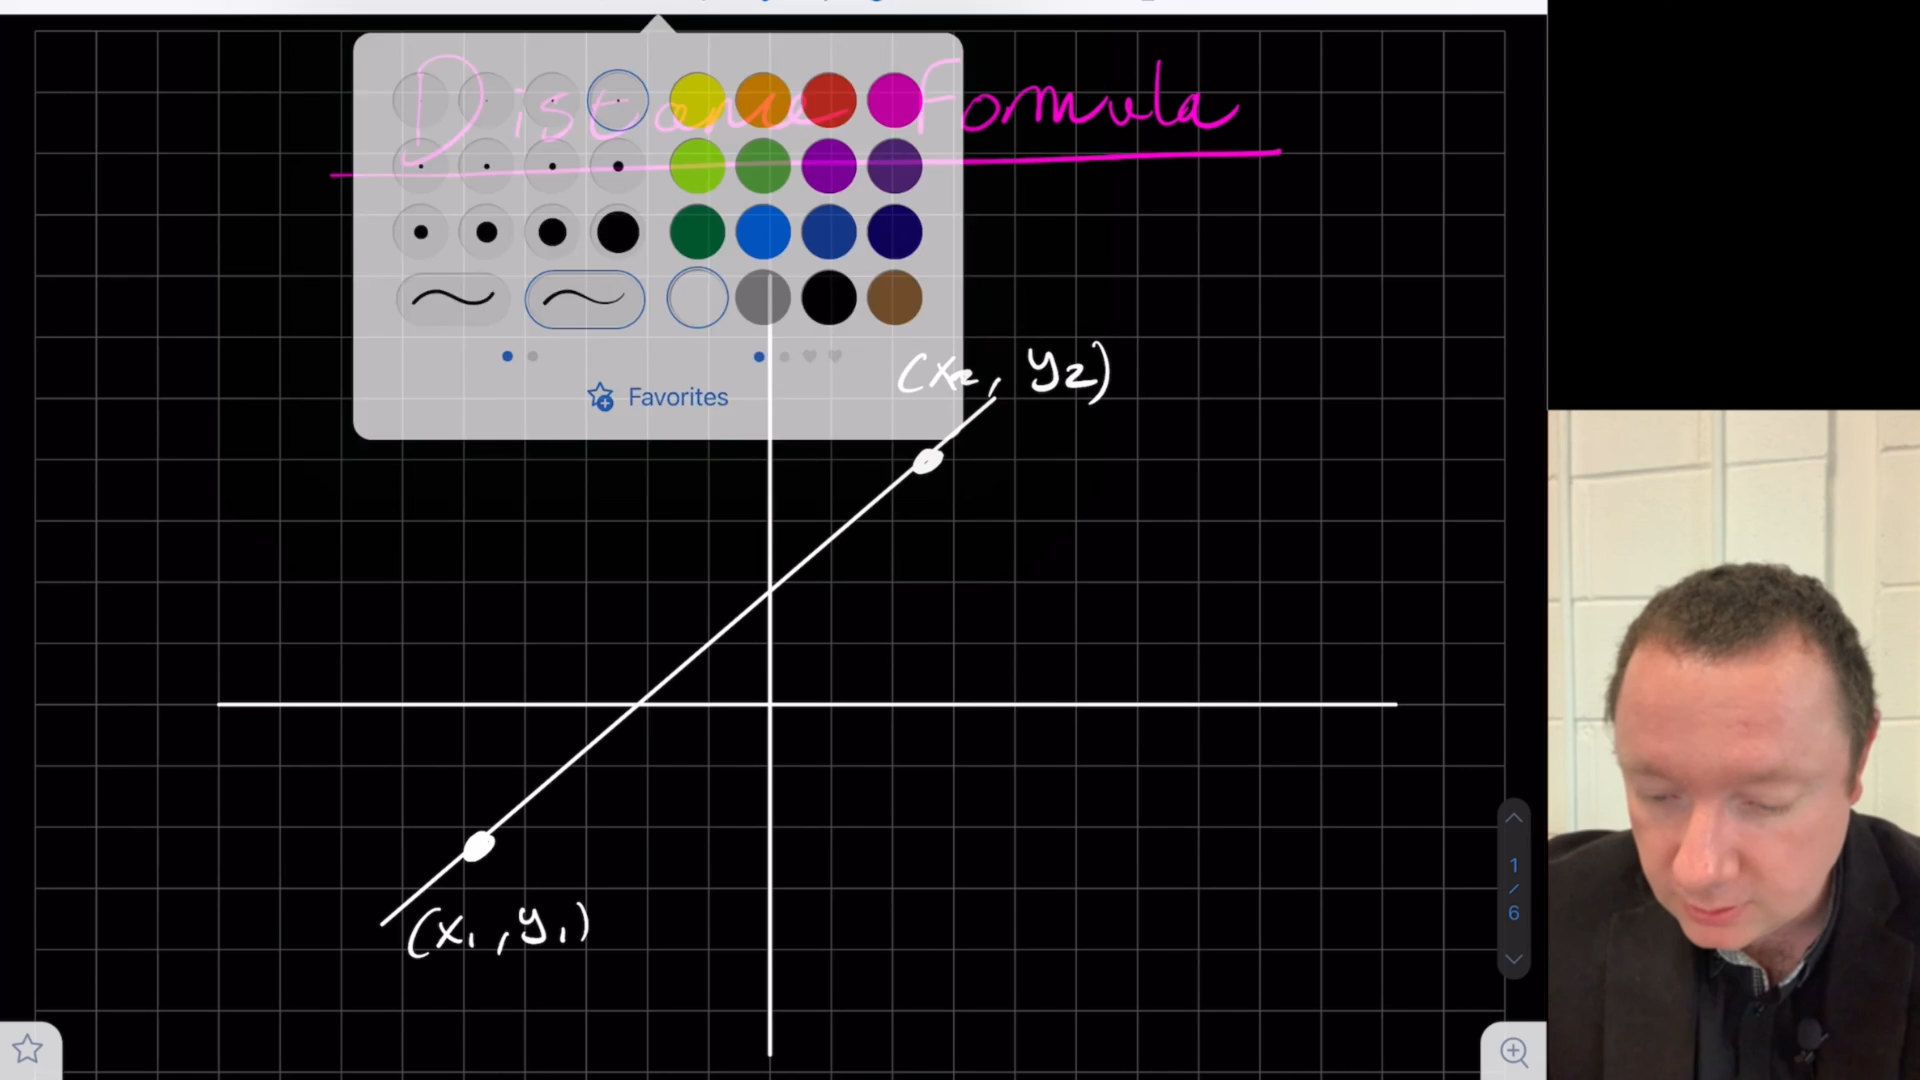 Distance formula
(x₂, y₂)
Favorites
(x₁, y₁)
1
/
6